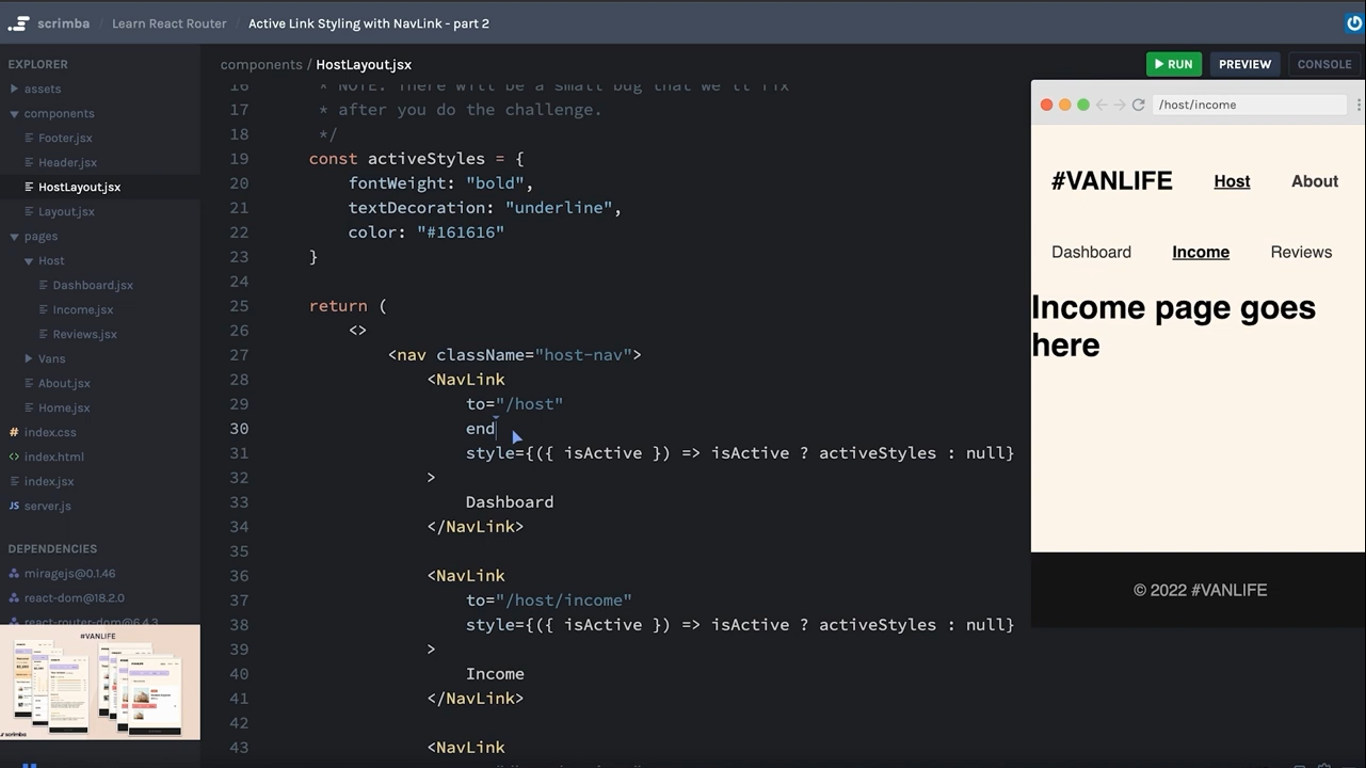 scrimba / Learn React Router / Active Link Styling with NavLink - part 2
EXPLORER
assets
components
Footer.jsx
Header.jsx
HostLayout.jsx
Layout.jsx
pages
Host
Dashboard.jsx
Income.jsx
Reviews.jsx
Vans
About.jsx
Home.jsx
# index.css
<> index.html
index.jsx
JS server.js
DEPENDENCIES
miragejs@0.1.46
react-dom@18.2.0
react-router-dom@6.4.3
#VANLIFE
scrimba
components / HostLayout.jsx
RUN PREVIEW CONSOLE
16 * NOTE: There will be a small bug that we'll fix
17 * after you do the challenge.
18 */
19 const activeStyles = {
20 fontWeight: "bold",
21 textDecoration: "underline",
22 color: "#161616"
23 }
24
25 return (
26 <>
27 <nav className="host-nav">
28 <NavLink
29 to="/host"
30 end
31 style={({ isActive }) => isActive ? activeStyles : null}
32 >
33 Dashboard
34 </NavLink>
35
36 <NavLink
37 to="/host/income"
38 style={({ isActive }) => isActive ? activeStyles : null}
39 >
40 Income
41 </NavLink>
42
43 <NavLink
/host/income
#VANLIFE Host About
Dashboard Income Reviews
Income page goes
here
© 2022 #VANLIFE